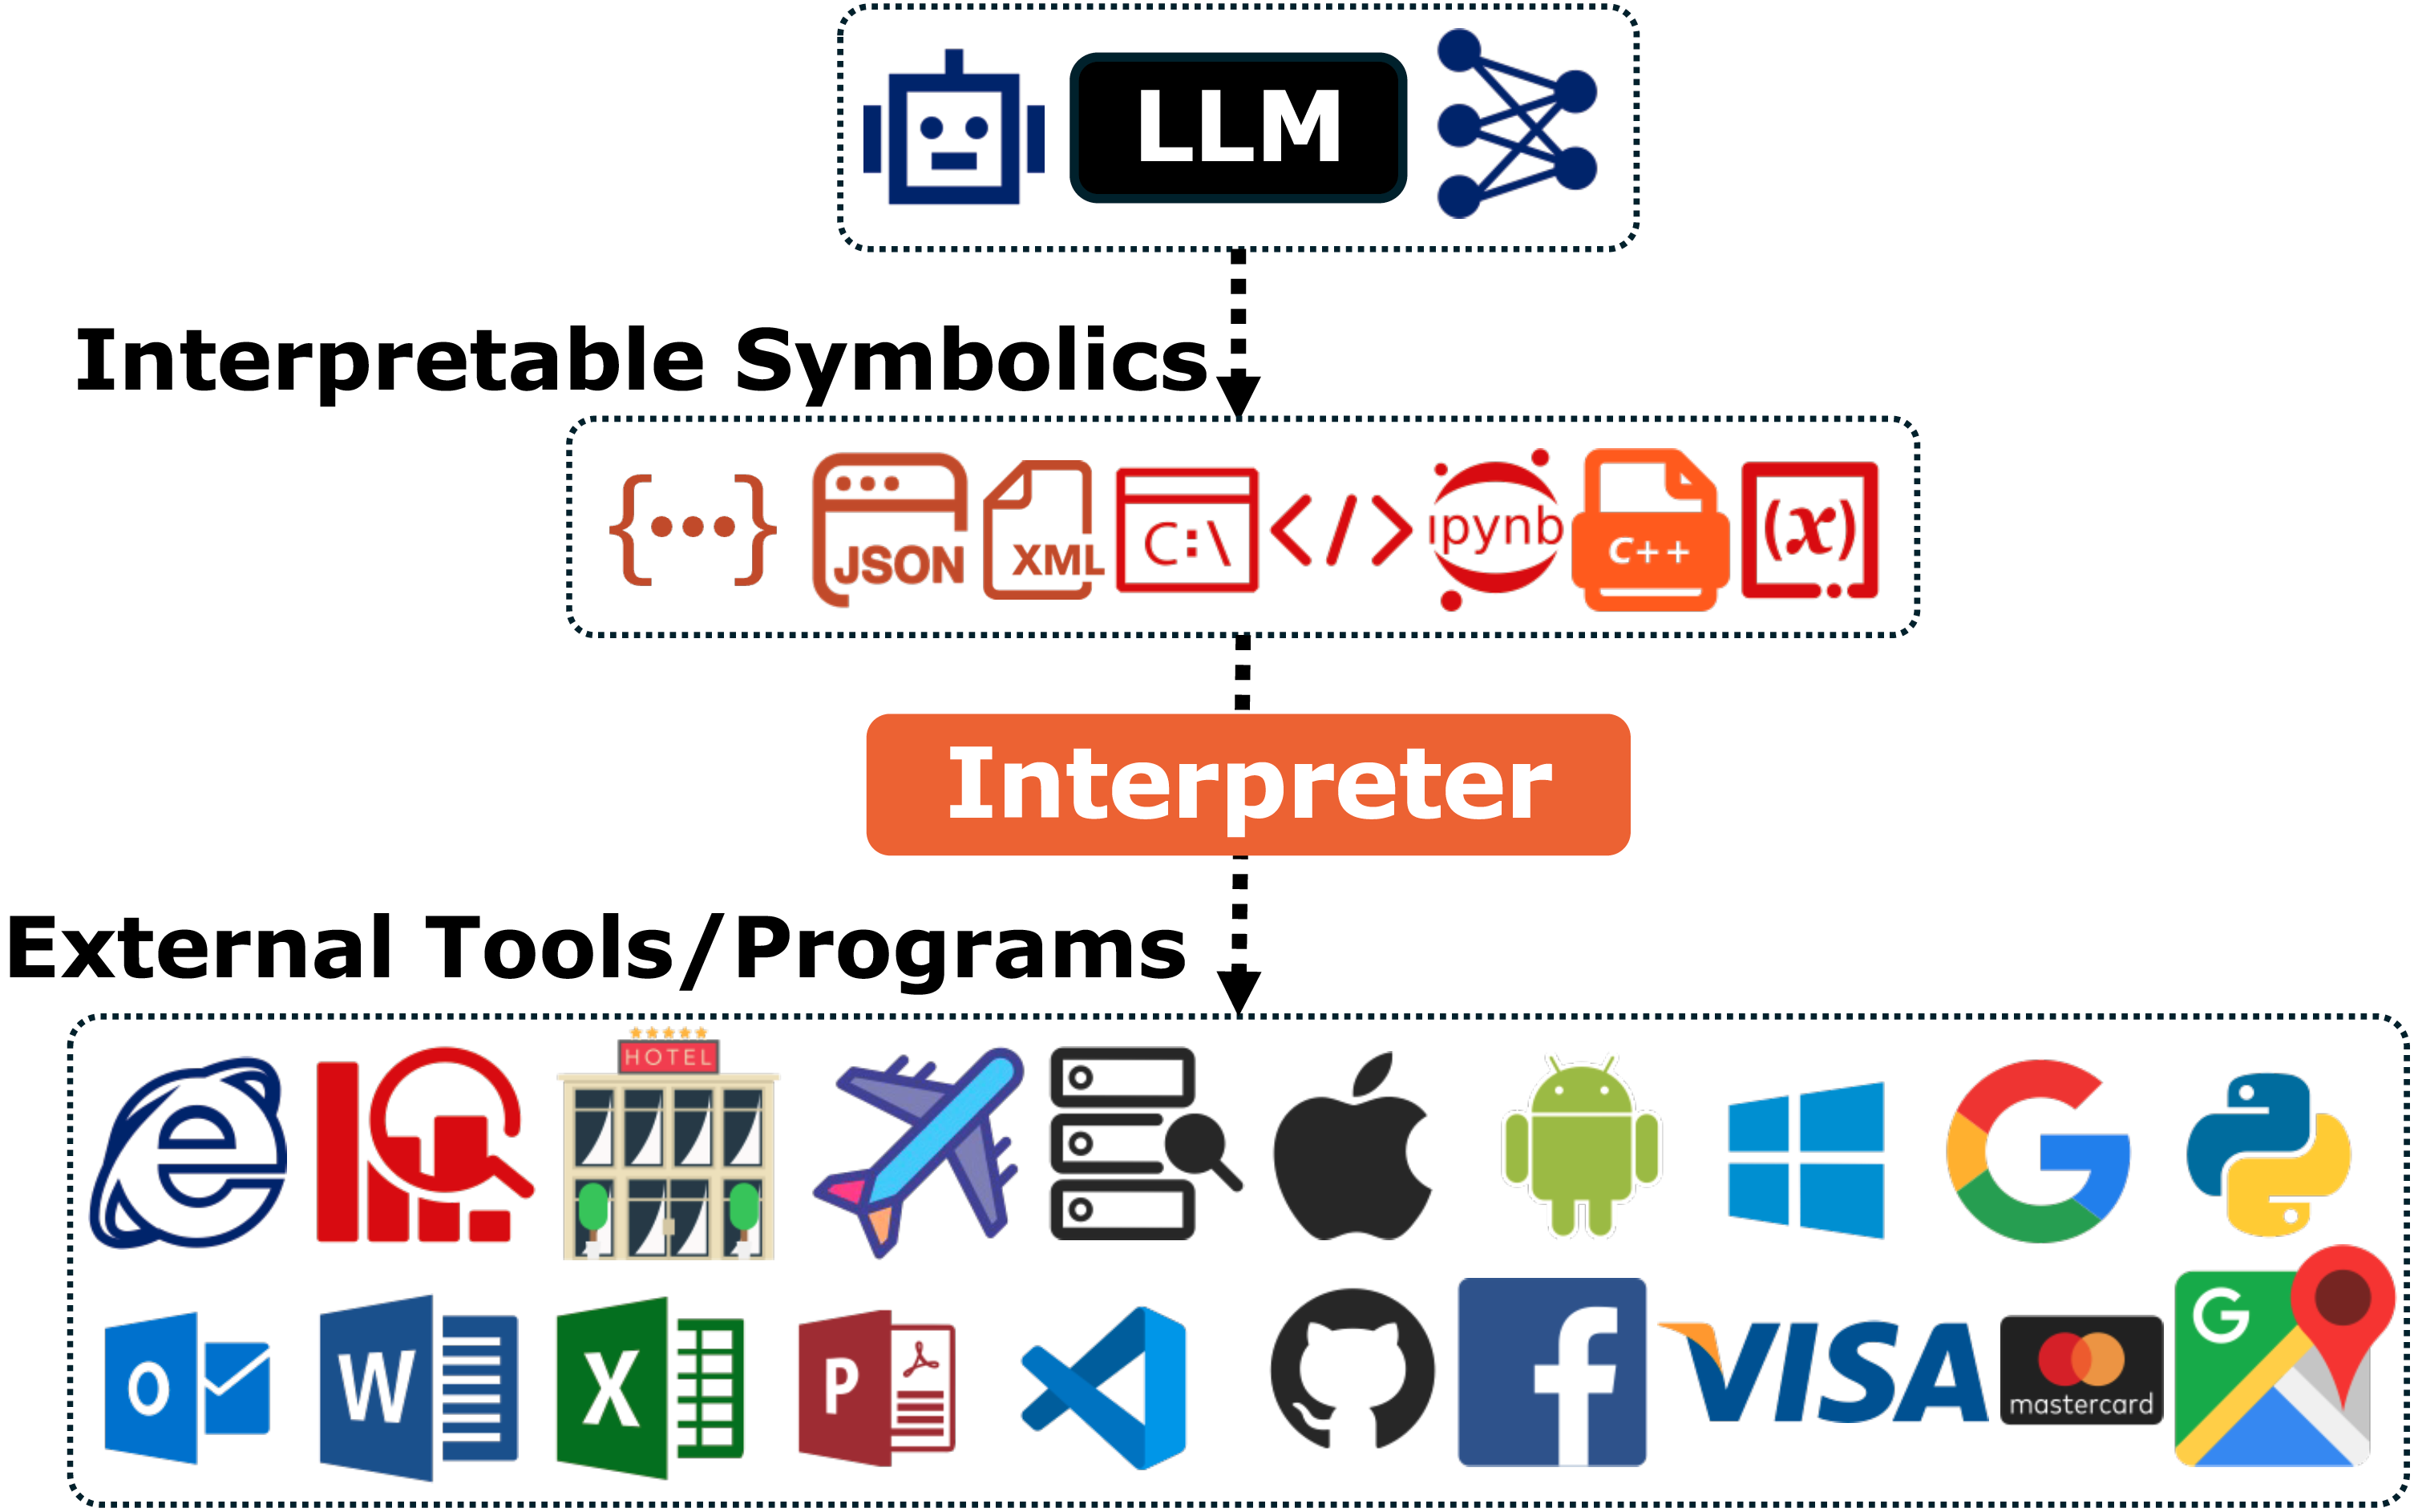 LLM
Interpretable Symbolics
{•••} JSON XML C:\ </> ipynb C++ (x)
Interpreter
External Tools/Programs
HOTEL
e G
O W X P f VISA mastercard G